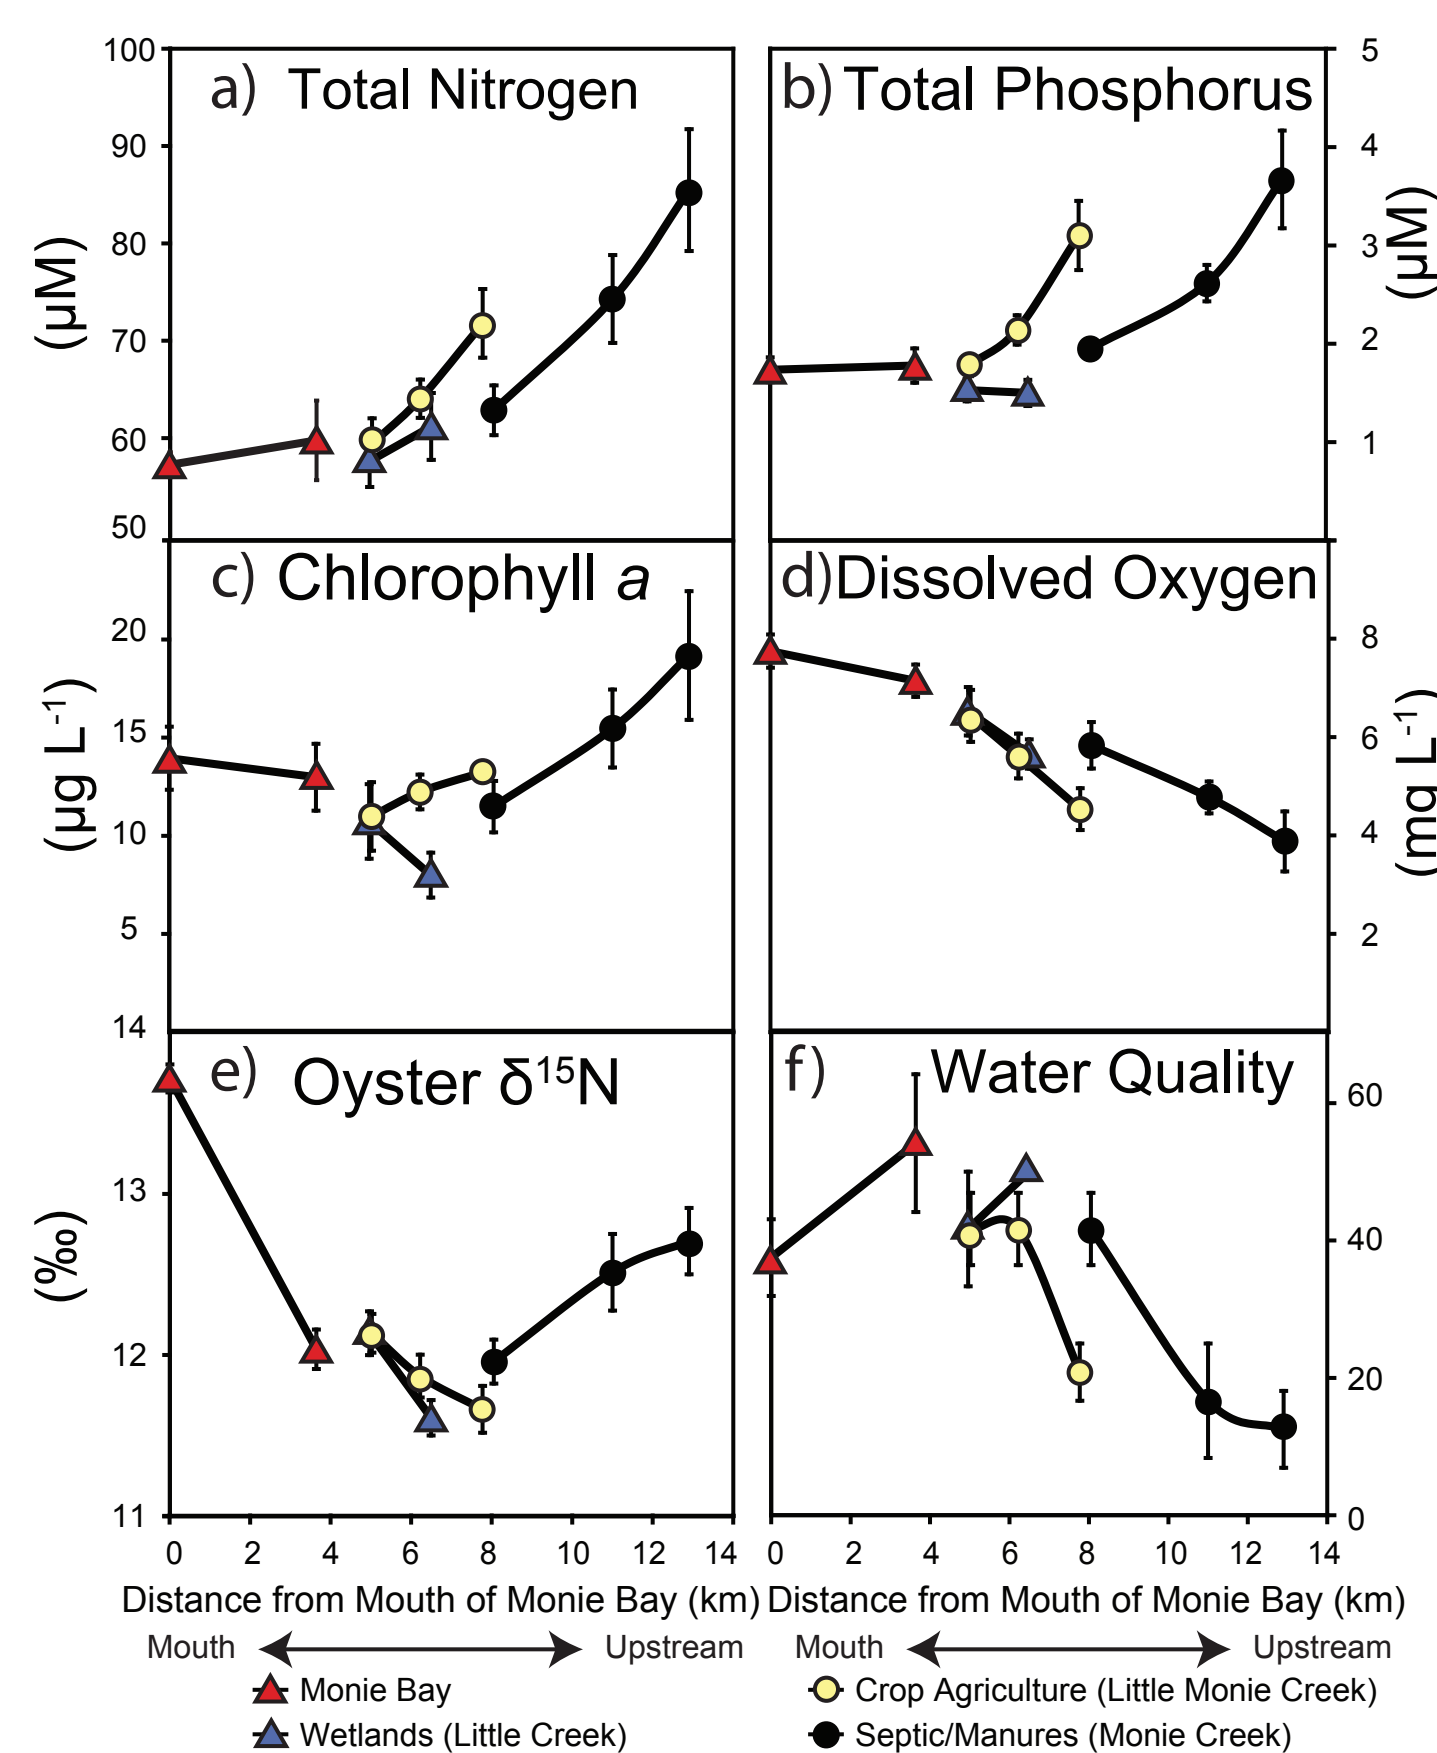 a) Total Nitrogen
b) Total Phosphorus
100
90
80
70
60
50
(µM)
5
4
3
2
1
(µM)
c) Chlorophyll a
d) Dissolved Oxygen
20
15
10
5
(µg L-1)
8
6
4
2
(mg L-1)
e) Oyster δ15N
f) Water Quality
14
13
12
11
(‰)
60
40
20
0
0 2 4 6 8 10 12 14
0 2 4 6 8 10 12 14
Distance from Mouth of Monie Bay (km)
Distance from Mouth of Monie Bay (km)
Mouth Upstream
Mouth Upstream
Monie Bay
Crop Agriculture (Little Monie Creek)
Wetlands (Little Creek)
Septic/Manures (Monie Creek)